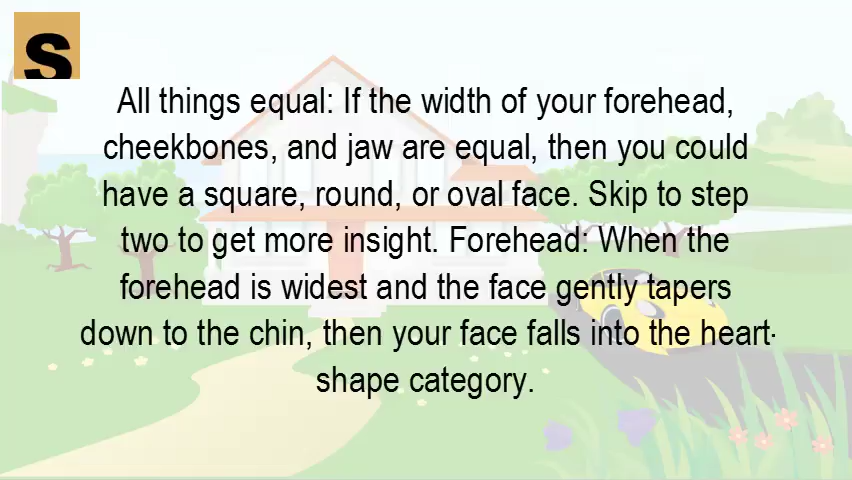 S
All things equal: If the width of your forehead,
cheekbones, and jaw are equal, then you could
have a square, round, or oval face. Skip to step
two to get more insight. Forehead: When the
forehead is widest and the face gently tapers
down to the chin, then your face falls into the heart-
shape category.